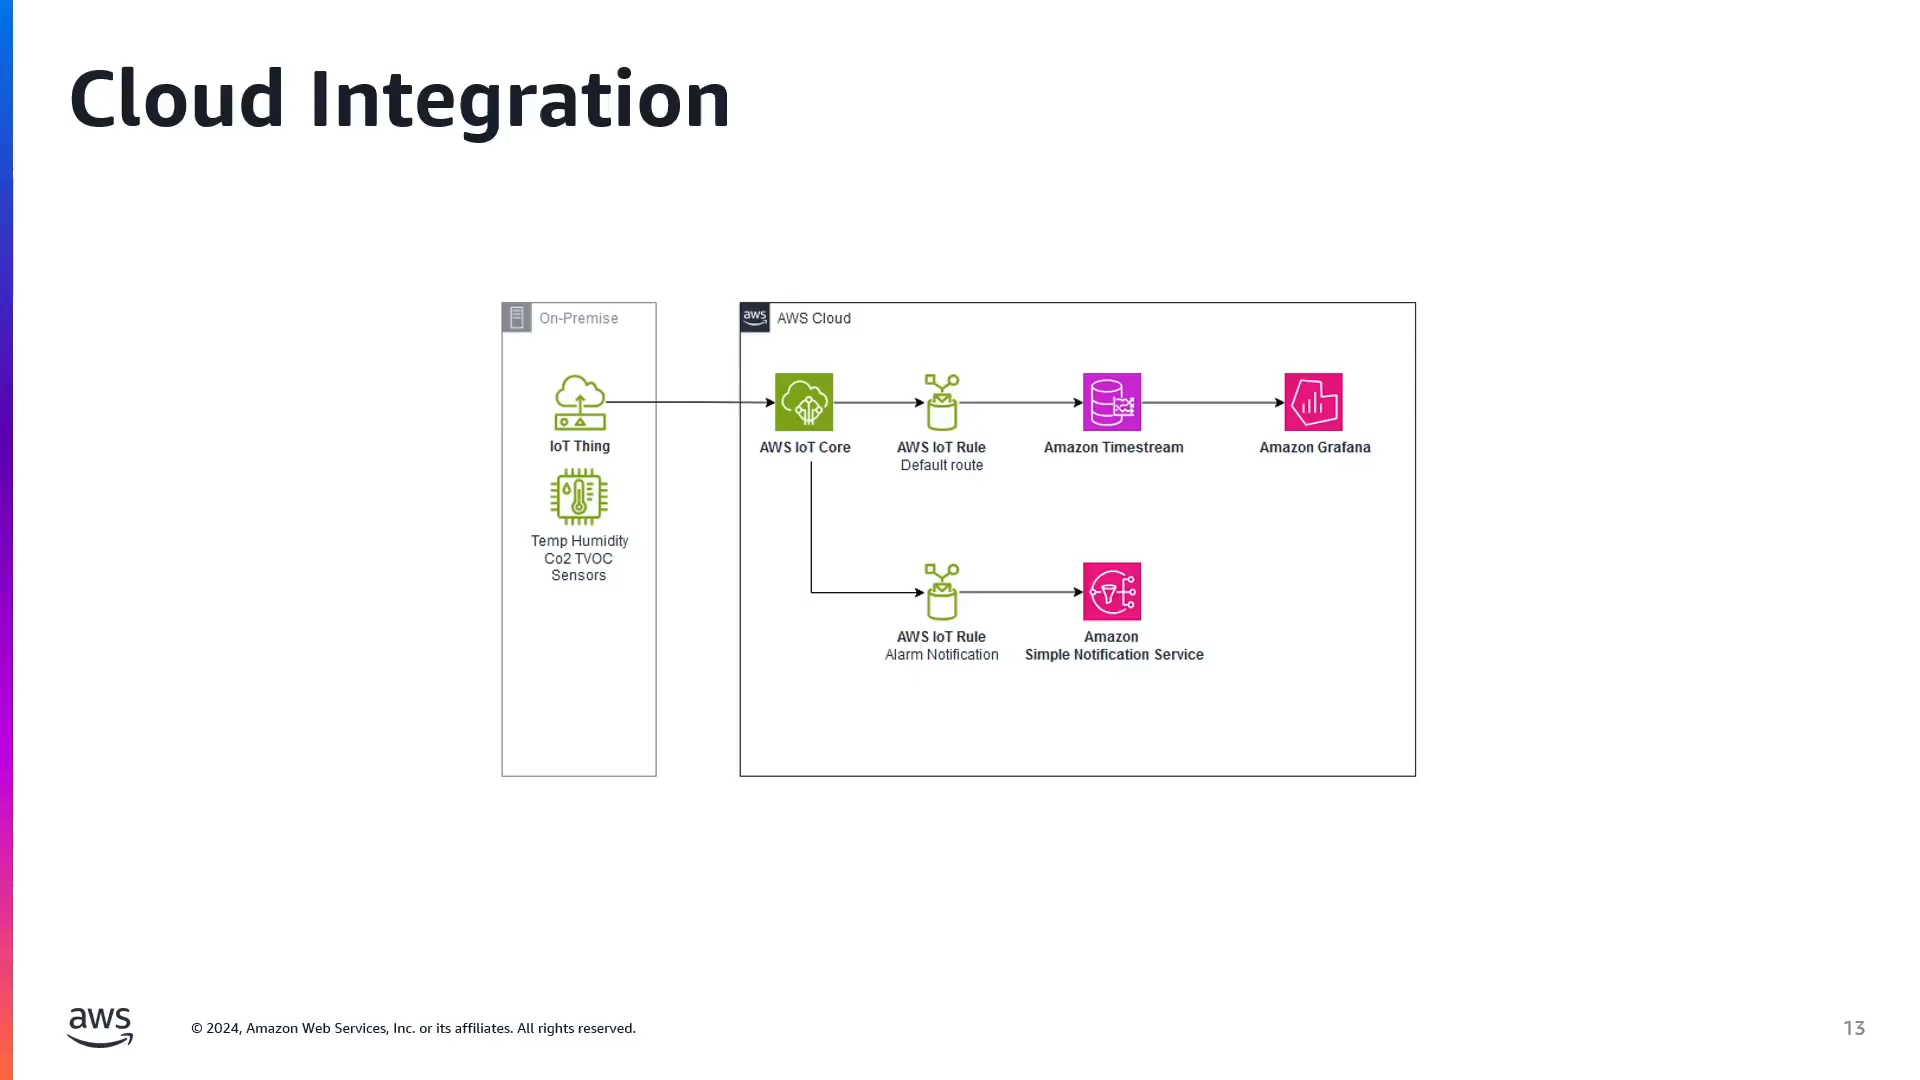 Cloud Integration
On-Premise
IoT Thing
Temp Humidity
Co2 TVOC
Sensors
aws
AWS Cloud
AWS IoT Core
AWS IoT Rule
Default route
Amazon Timestream
Amazon Grafana
AWS IoT Rule
Alarm Notification
Amazon
Simple Notification Service
aws
© 2024, Amazon Web Services, Inc. or its affiliates. All rights reserved.
13